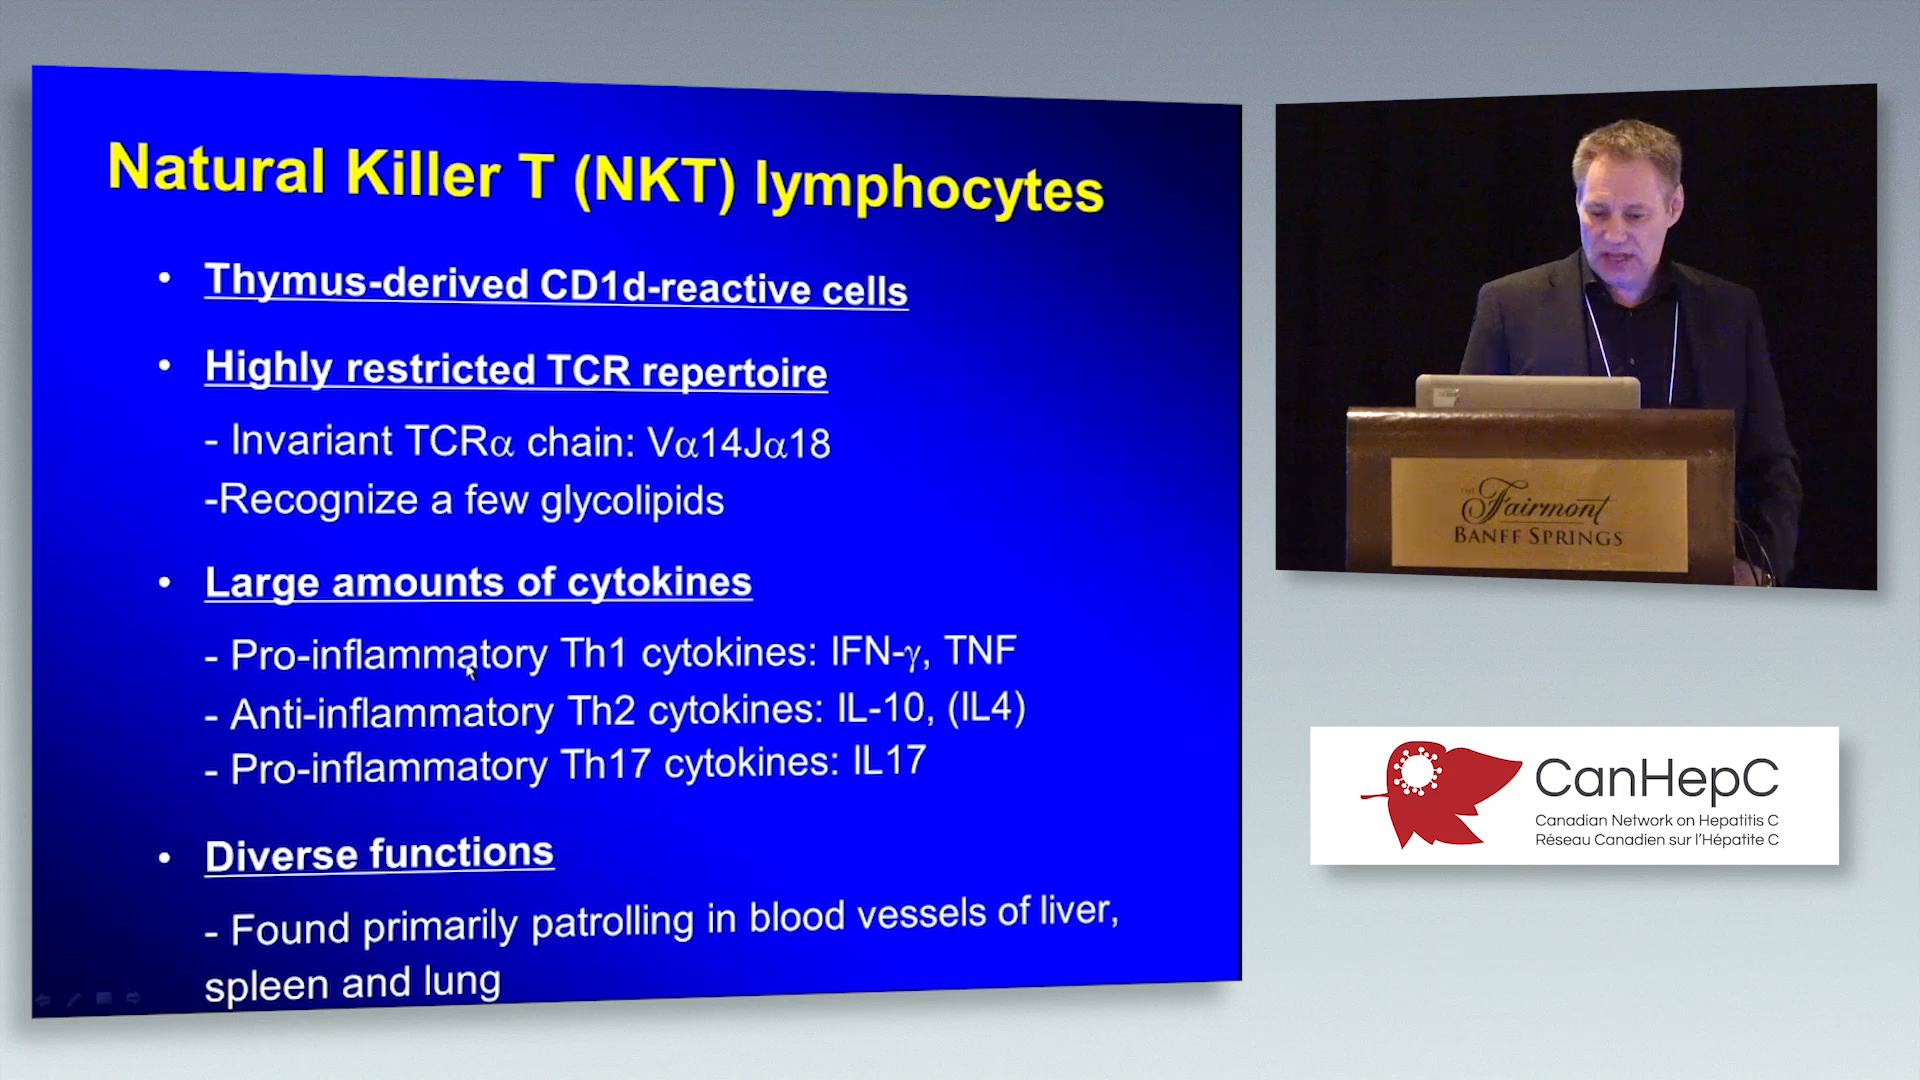 Natural Killer T (NKT) lymphocytes
• Thymus-derived CD1d-reactive cells
• Highly restricted TCR repertoire
- Invariant TCRα chain: Vα14Jα18
-Recognize a few glycolipids
• Large amounts of cytokines
- Pro-inflammatory Th1 cytokines: IFN-γ, TNF
- Anti-inflammatory Th2 cytokines: IL-10, (IL4)
- Pro-inflammatory Th17 cytokines: IL17
• Diverse functions
- Found primarily patrolling in blood vessels of liver,
spleen and lung
THE
Fairmont
BANFF SPRINGS
CanHepC
Canadian Network on Hepatitis C
Réseau Canadien sur l'Hépatite C